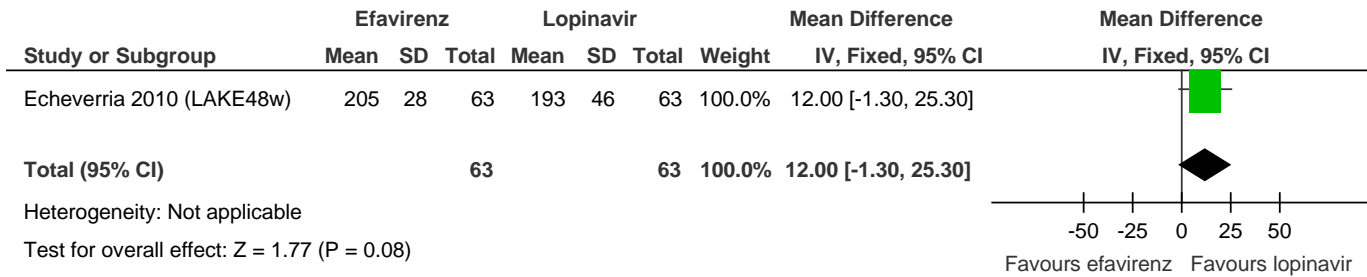 Efavirenz Lopinavir Mean Difference Mean Difference
Study or Subgroup Mean SD Total Mean SD Total Weight IV, Fixed, 95% CI IV, Fixed, 95% CI
Echeverria 2010 (LAKE48w) 205 28 63 193 46 63 100.0% 12.00 [-1.30, 25.30]
Total (95% CI) 63 63 100.0% 12.00 [-1.30, 25.30]
Heterogeneity: Not applicable
Test for overall effect: Z = 1.77 (P = 0.08)
-50 -25 0 25 50
Favours efavirenz Favours lopinavir